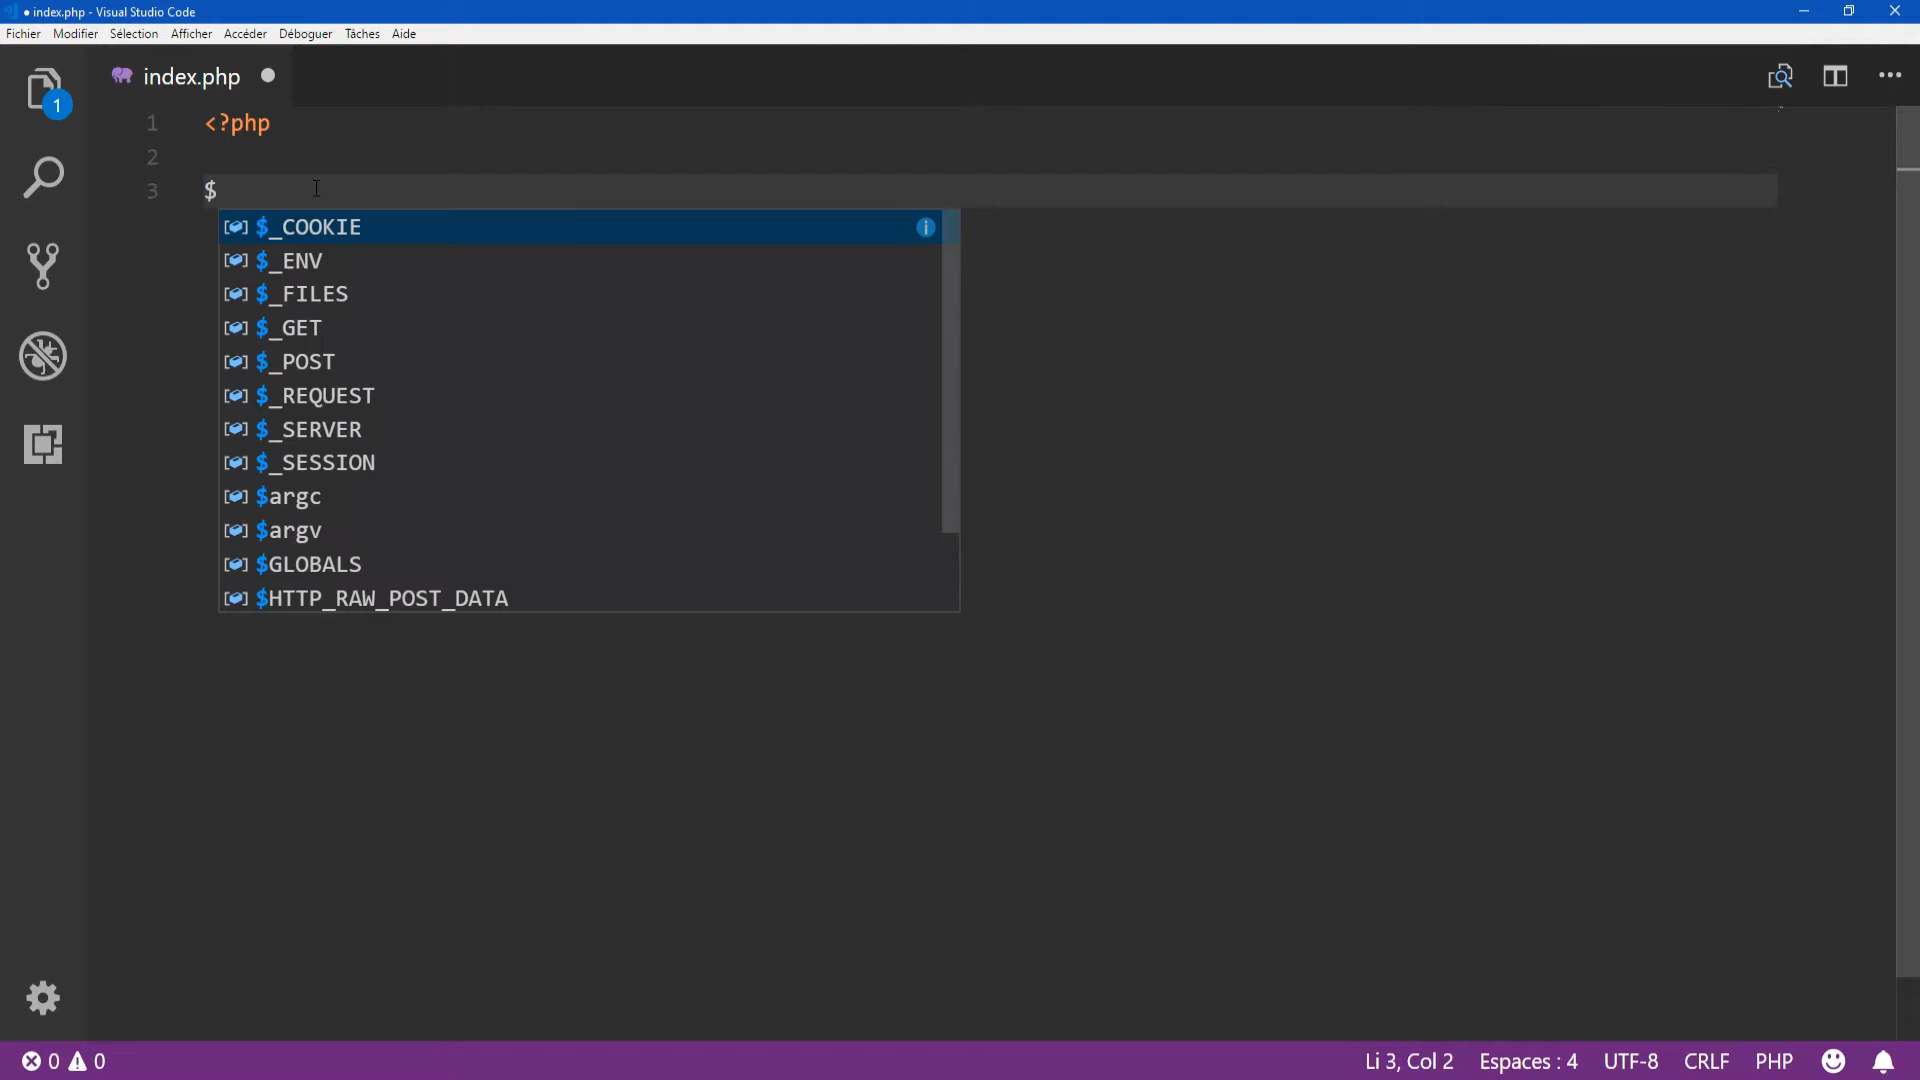 ● index.php - Visual Studio Code
Fichier Modifier Sélection Afficher Accéder Déboguer Tâches Aide
index.php
1
1 <?php
2
3 $
$_COOKIE
$_ENV
$_FILES
$_GET
$_POST
$_REQUEST
$_SERVER
$_SESSION
$argc
$argv
$GLOBALS
$HTTP_RAW_POST_DATA
0 0 Li 3, Col 2 Espaces : 4 UTF-8 CRLF PHP